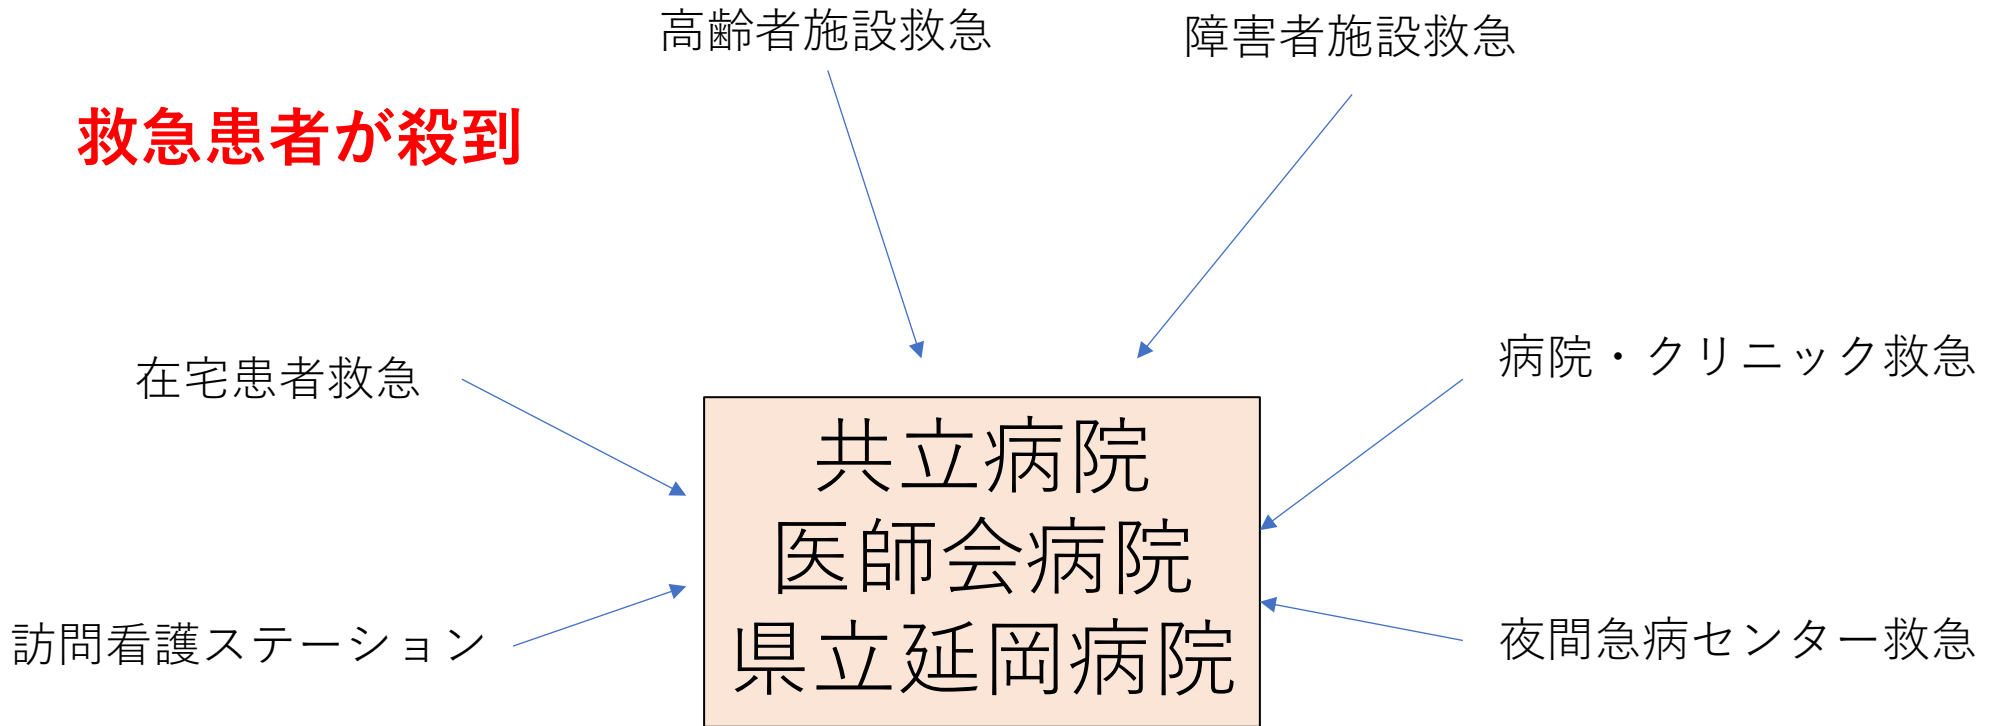 高齢者施設救急
障害者施設救急
救急患者が殺到
在宅患者救急
病院・クリニック救急
共立病院
医師会病院
県立延岡病院
訪問看護ステーション
夜間急病センター救急